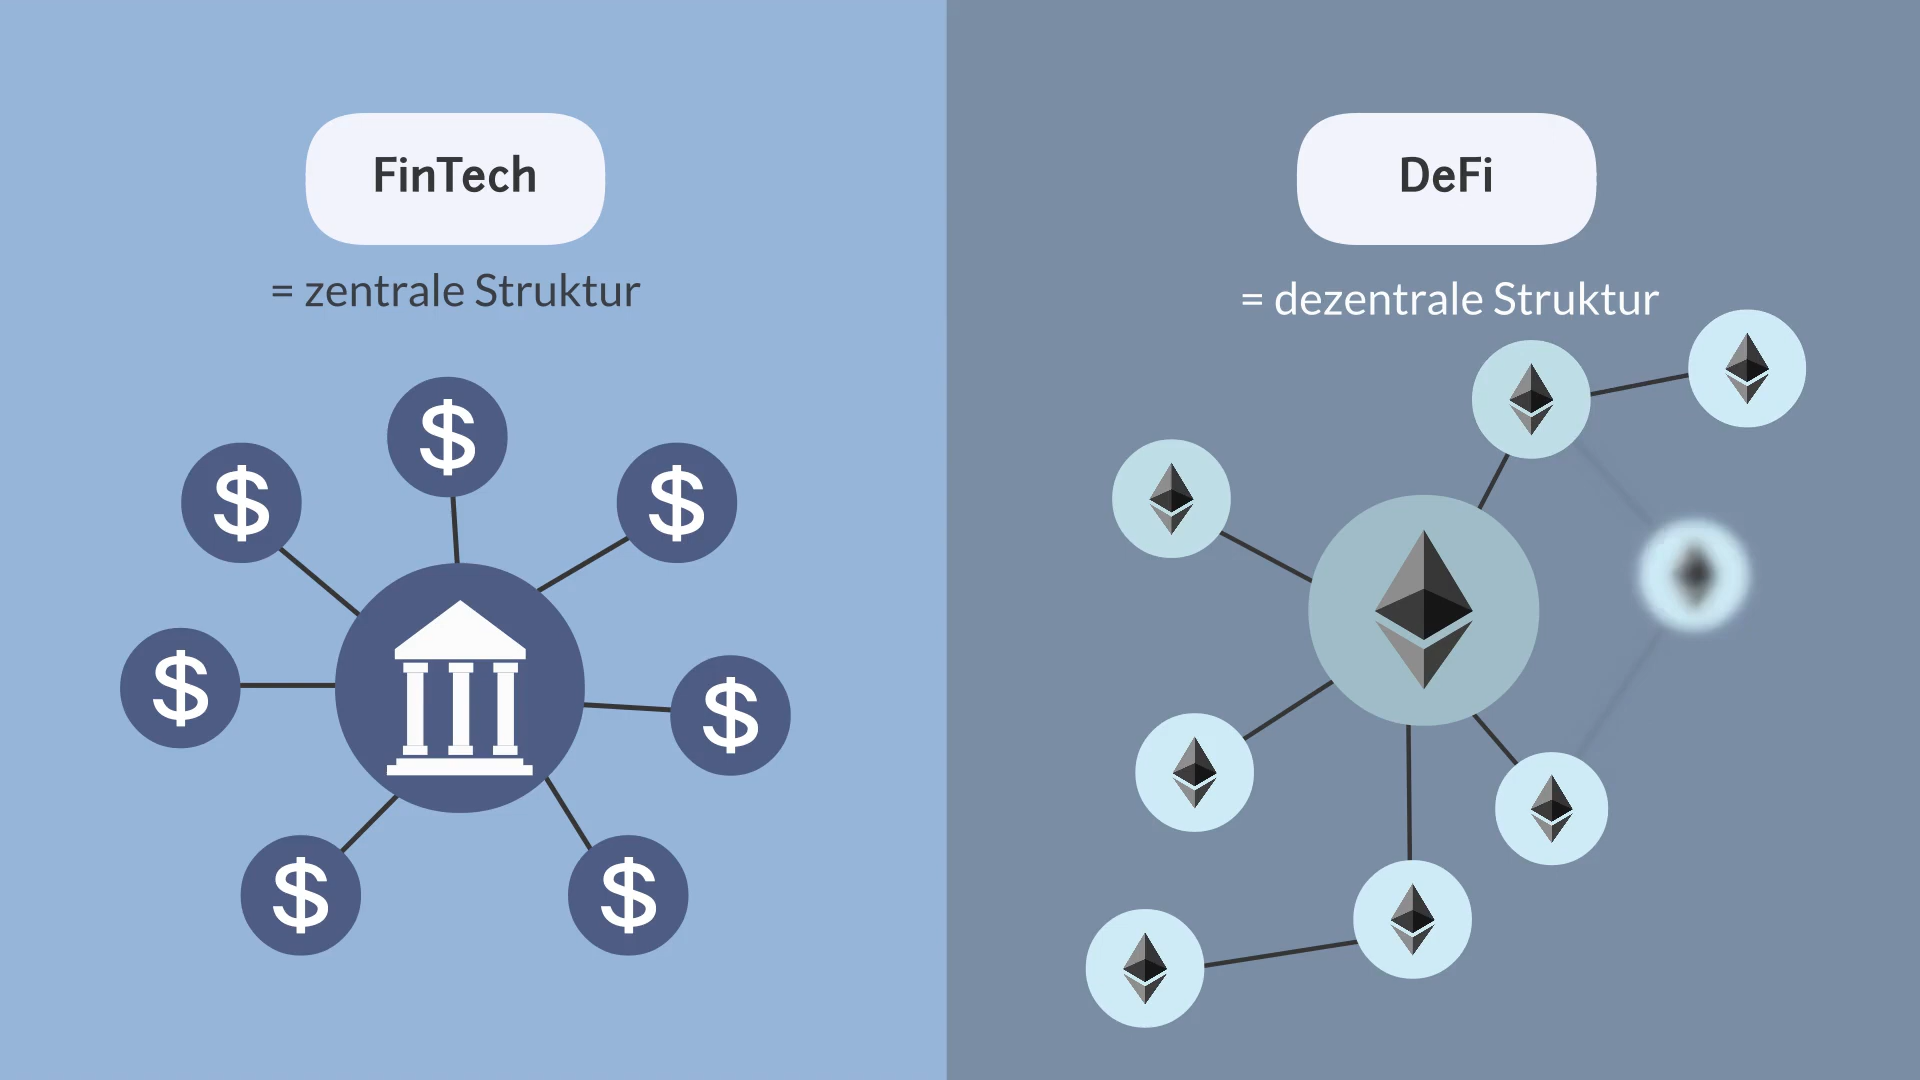 FinTech
= zentrale Struktur
$
$
$
$
$
$
$
DeFi
= dezentrale Struktur